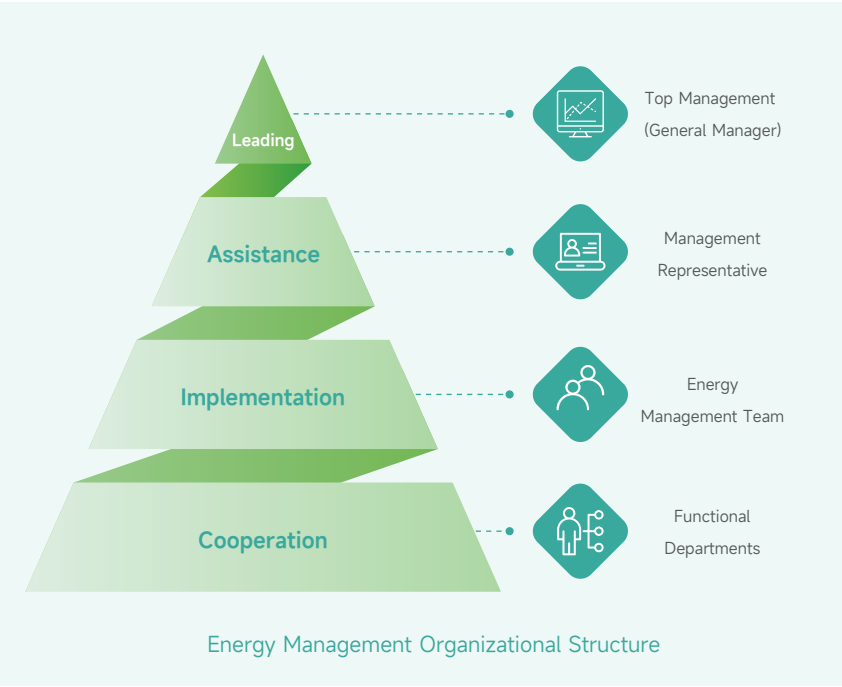 Leading
Top Management
(General Manager)
Assistance
Management
Representative
Implementation
Energy
Management Team
Cooperation
Functional
Departments
Energy Management Organizational Structure